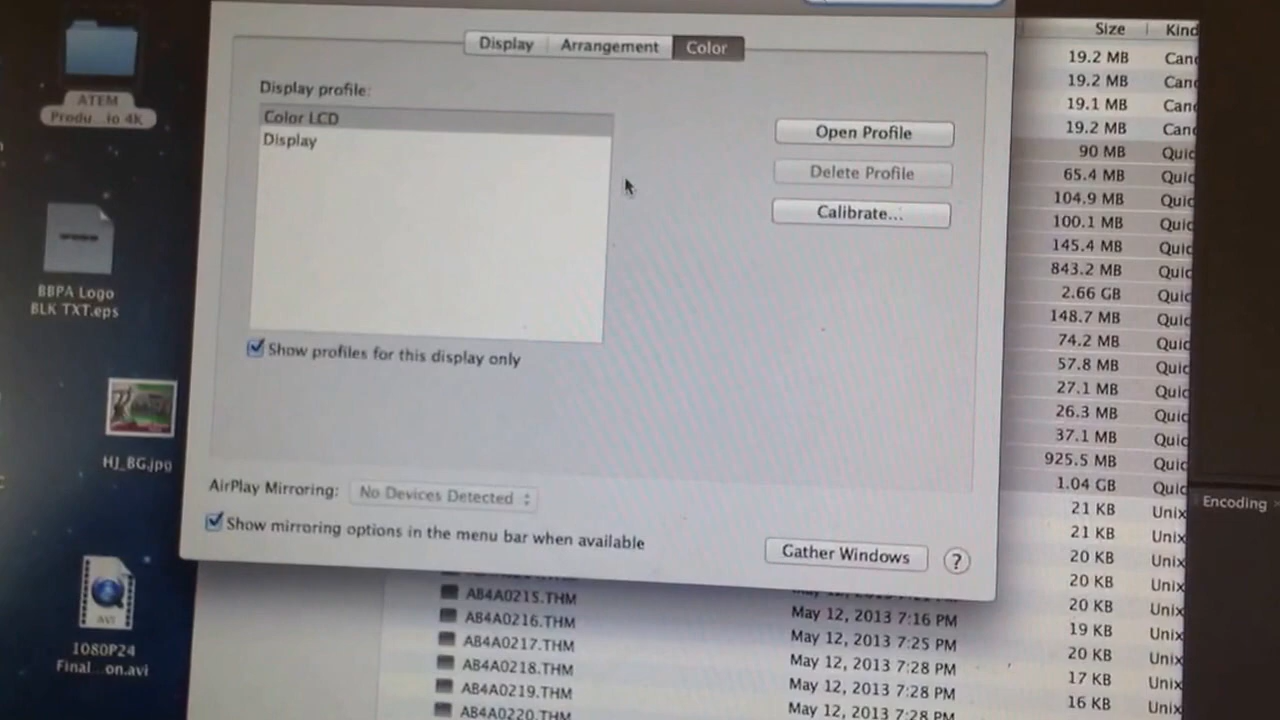 Size Kind
Display Arrangement Color
19.2 MB
19.2 MB
19.1 MB
19.2 MB
90 MB Quic
65.4 MB Quic
104.9 MB Quic
100.1 MB Quic
145.4 MB Quic
843.2 MB Quic
2.66 GB Quic
148.7 MB Quic
74.2 MB Quic
57.8 MB Quic
27.1 MB Quic
26.3 MB Quic
37.1 MB Quic
925.5 MB Quic
1.04 GB Quic
21 KB Unix
21 KB Unix
20 KB Unix
20 KB Unix
20 KB Unix
19 KB Unix
20 KB Unix
17 KB Unix
16 KB Unix
ATEM
Produ...io 4K
BBPA Logo
BLK TXT.eps
HJ_BG.jpg
AVI
1080P24
Final...on.avi
Display profile:
Color LCD
Display
Open Profile
Delete Profile
Calibrate...
Show profiles for this display only
AirPlay Mirroring: No Devices Detected
Show mirroring options in the menu bar when available
Gather Windows ?
Encoding
AB4A0215.THM
AB4A0216.THM May 12, 2013 7:16 PM
AB4A0217.THM May 12, 2013 7:25 PM
AB4A0218.THM May 12, 2013 7:28 PM
AB4A0219.THM May 12, 2013 7:28 PM
AB4A0220.THM May 12, 2013 7:28 PM